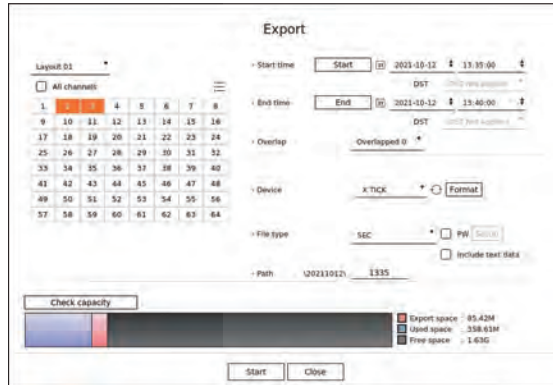 Export
Layout 01
All channels
1 2 3 4 5 6 7 8
9 10 11 12 13 14 15 16
17 18 19 20 21 22 23 24
25 26 27 28 29 30 31 32
33 34 35 36 37 38 39 40
41 42 43 44 45 46 47 48
49 50 51 52 53 54 55 56
57 58 59 60 61 62 63 64
Start time Start 2021-10-12 13:35:00
DST
End time End 2021-10-12 13:40:00
DST
Overlap Overlapped 0
Device X TICK Format
File type SEC PW
Include text data
Path \20211012\ 1335
Check capacity
Export space : 85.42M
Used space : 358.61M
Free space : 1.63G
Start Close